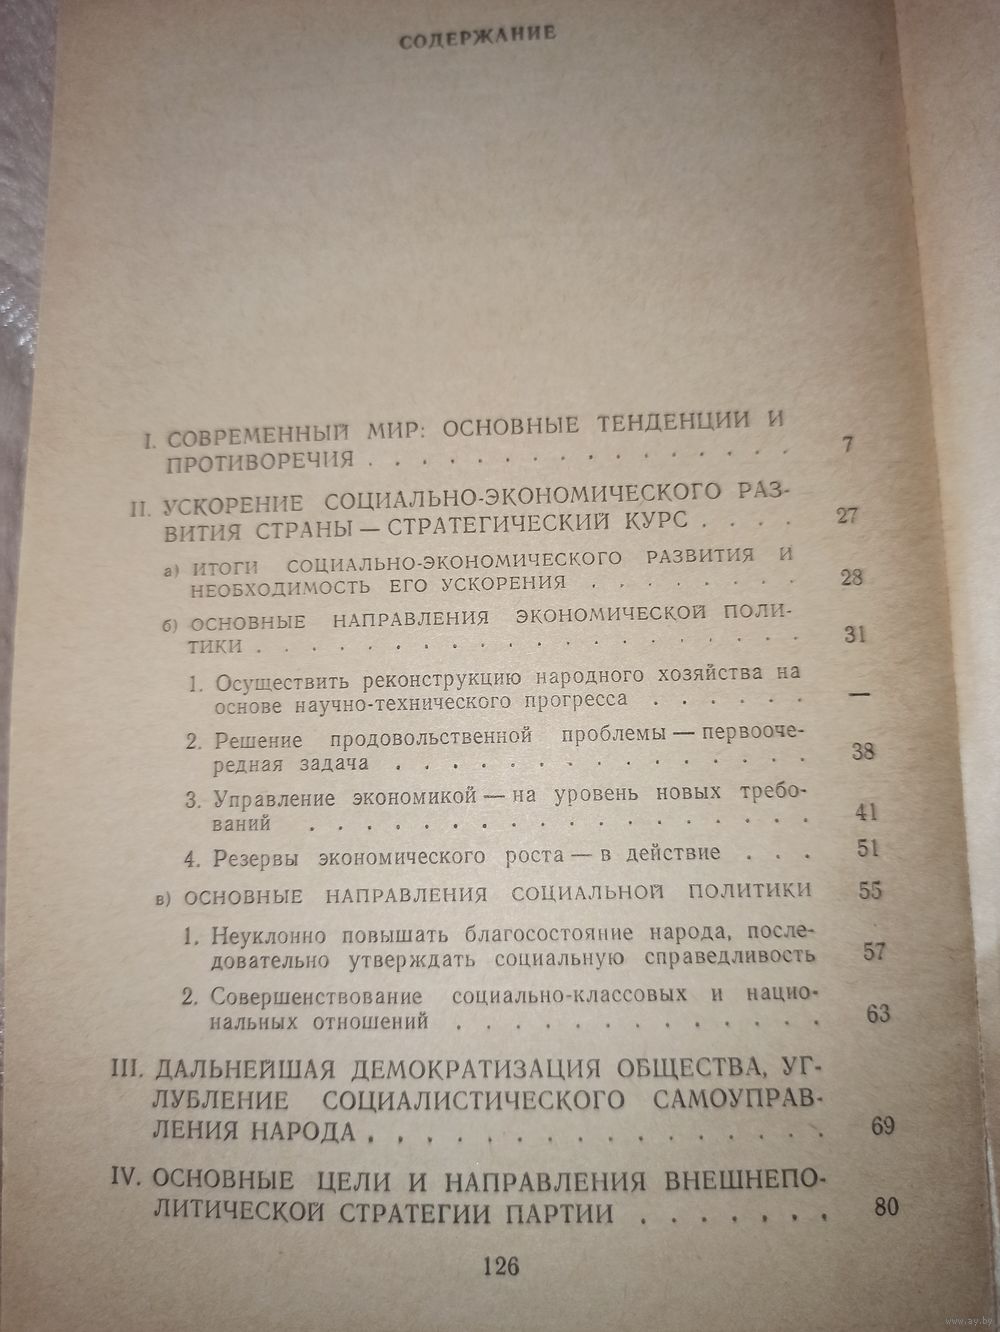 СОДЕРЖАНИЕ
I. СОВРЕМЕННЫЙ МИР: ОСНОВНЫЕ ТЕНДЕНЦИИ И
ПРОТИВОРЕЧИЯ . . . . . . . . . . . . . . . . 7
II. УСКОРЕНИЕ СОЦИАЛЬНО-ЭКОНОМИЧЕСКОГО РАЗ-
ВИТИЯ СТРАНЫ — СТРАТЕГИЧЕСКИЙ КУРС . . . . 27
а) ИТОГИ СОЦИАЛЬНО-ЭКОНОМИЧЕСКОГО РАЗВИТИЯ И
НЕОБХОДИМОСТЬ ЕГО УСКОРЕНИЯ . . . . . . . . 28
б) ОСНОВНЫЕ НАПРАВЛЕНИЯ ЭКОНОМИЧЕСКОЙ ПОЛИ-
ТИКИ . . . . . . . . . . . . . . . . . . . . 31
1. Осуществить реконструкцию народного хозяйства на
основе научно-технического прогресса . . . . . . —
2. Решение продовольственной проблемы — первооче-
редная задача . . . . . . . . . . . . . . . 38
3. Управление экономикой — на уровень новых требо-
ваний . . . . . . . . . . . . . . . . . . 41
4. Резервы экономического роста — в действие . . . 51
в) ОСНОВНЫЕ НАПРАВЛЕНИЯ СОЦИАЛЬНОЙ ПОЛИТИКИ 55
1. Неуклонно повышать благосостояние народа, после-
довательно утверждать социальную справедливость 57
2. Совершенствование социально-классовых и нацио-
нальных отношений . . . . . . . . . . . . . 63
III. ДАЛЬНЕЙШАЯ ДЕМОКРАТИЗАЦИЯ ОБЩЕСТВА, УГ-
ЛУБЛЕНИЕ СОЦИАЛИСТИЧЕСКОГО САМОУПРАВ-
ЛЕНИЯ НАРОДА . . . . . . . . . . . . . . . . 69
IV. ОСНОВНЫЕ ЦЕЛИ И НАПРАВЛЕНИЯ ВНЕШНЕПО-
ЛИТИЧЕСКОЙ СТРАТЕГИИ ПАРТИИ . . . . . . . 80
126
www.ay.by